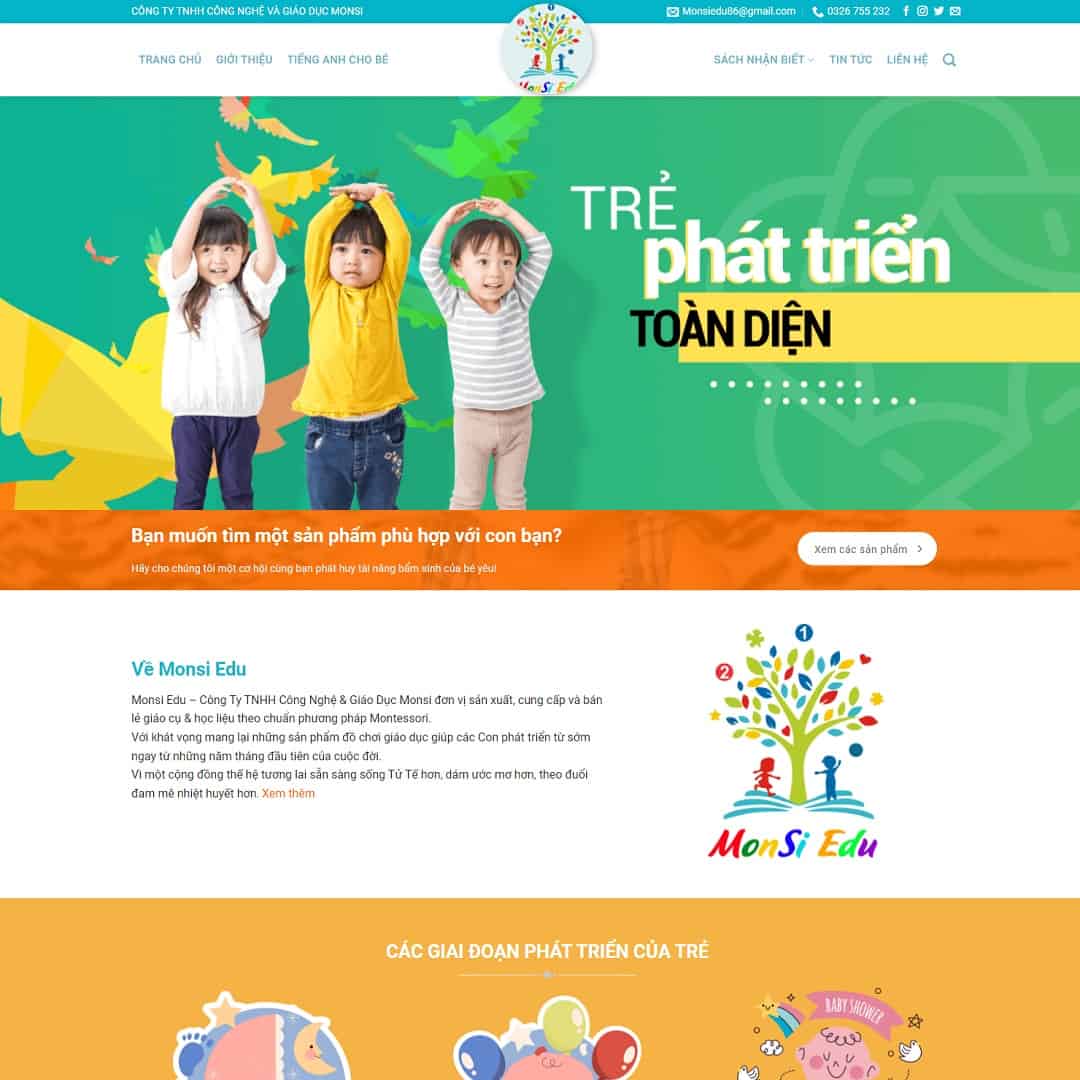 CÔNG TY TNHH CÔNG NGHỆ VÀ GIÁO DỤC MONSI
Monsiedu86@gmail.com
0326 755 232
TRANG CHỦ
GIỚI THIỆU
TIẾNG ANH CHO BÉ
2
MonSi Edu
SÁCH NHẬN BIẾT
TIN TỨC
LIÊN HỆ
TRẺ
phát triển
TOÀN DIỆN
Bạn muốn tìm một sản phẩm phù hợp với con bạn?
Hãy cho chúng tôi một cơ hội cùng bạn phát huy tài năng bẩm sinh của bé yêu!
Xem các sản phẩm
Về Monsi Edu
Monsi Edu – Công Ty TNHH Công Nghệ & Giáo Dục Monsi đơn vị sản xuất, cung cấp và bán
lẻ giáo cụ & học liệu theo chuẩn phương pháp Montessori.
Với khát vọng mang lại những sản phẩm đồ chơi giáo dục giúp các Con phát triển từ sớm
ngay từ những năm tháng đầu tiên của cuộc đời.
Vì một cộng đồng thế hệ tương lai sẵn sàng sống Tử Tế hơn, dám ước mơ hơn, theo đuổi
đam mê nhiệt huyết hơn. Xem thêm
1
2
MonSi Edu
CÁC GIAI ĐOẠN PHÁT TRIỂN CỦA TRẺ
BABY SHOWER